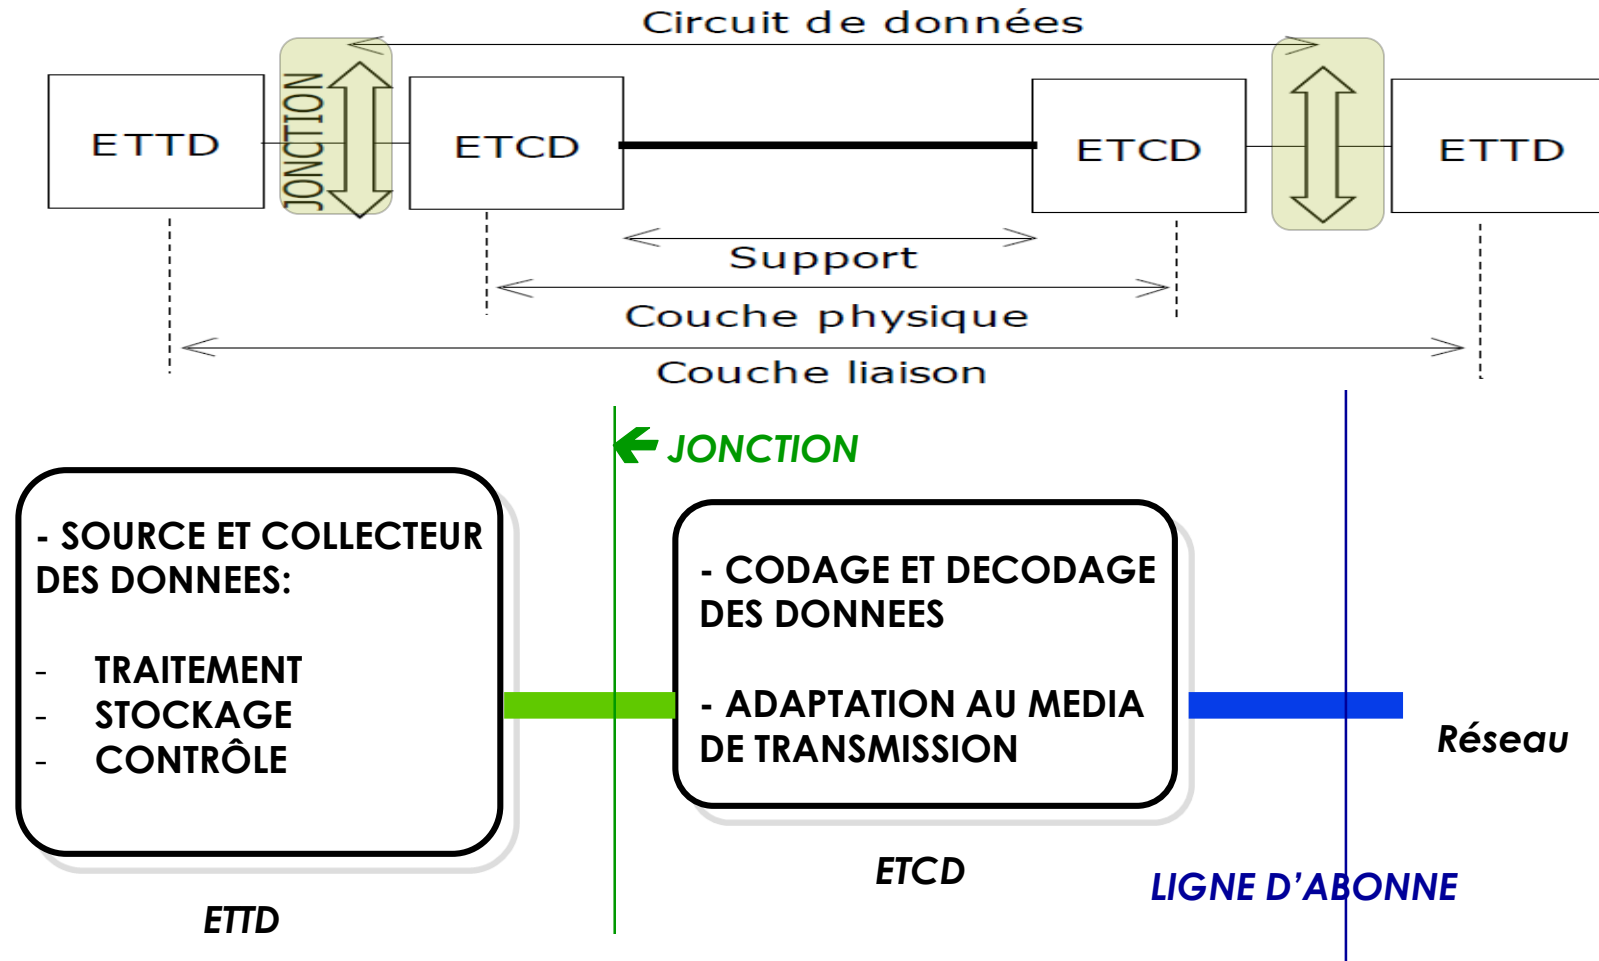 Circuit de données
ETTD
JONCTION
ETCD
ETCD
ETTD
Support
Couche physique
Couche liaison
JONCTION
- SOURCE ET COLLECTEUR
DES DONNEES:
- TRAITEMENT
- STOCKAGE
- CONTRÔLE
ETTD
- CODAGE ET DECODAGE
DES DONNEES
- ADAPTATION AU MEDIA
DE TRANSMISSION
ETCD
Réseau
LIGNE D’ABONNE